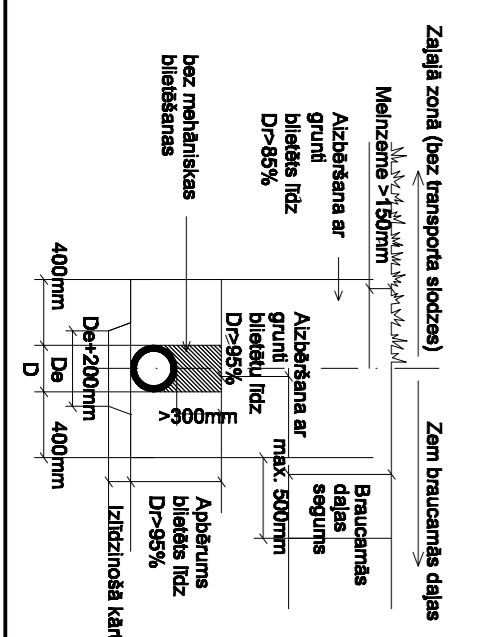 Zaļajā zonā (bez transporta slodzes)
Zem braucamās daļas
Melnzeme >150mm
Aizbēršana ar
grunti
blietēts līdz
Dr>85%
bez mehāniskas
blietēšanas
Aizbēršana ar
grunti
blietētu līdz
Dr>95%
Braucamās
daļas
segums
max. 500mm
>300mm
Apbērums
blietēts līdz
Dr>95%
Izlīdzinošā
400mm
De
400mm
De+200mm
D